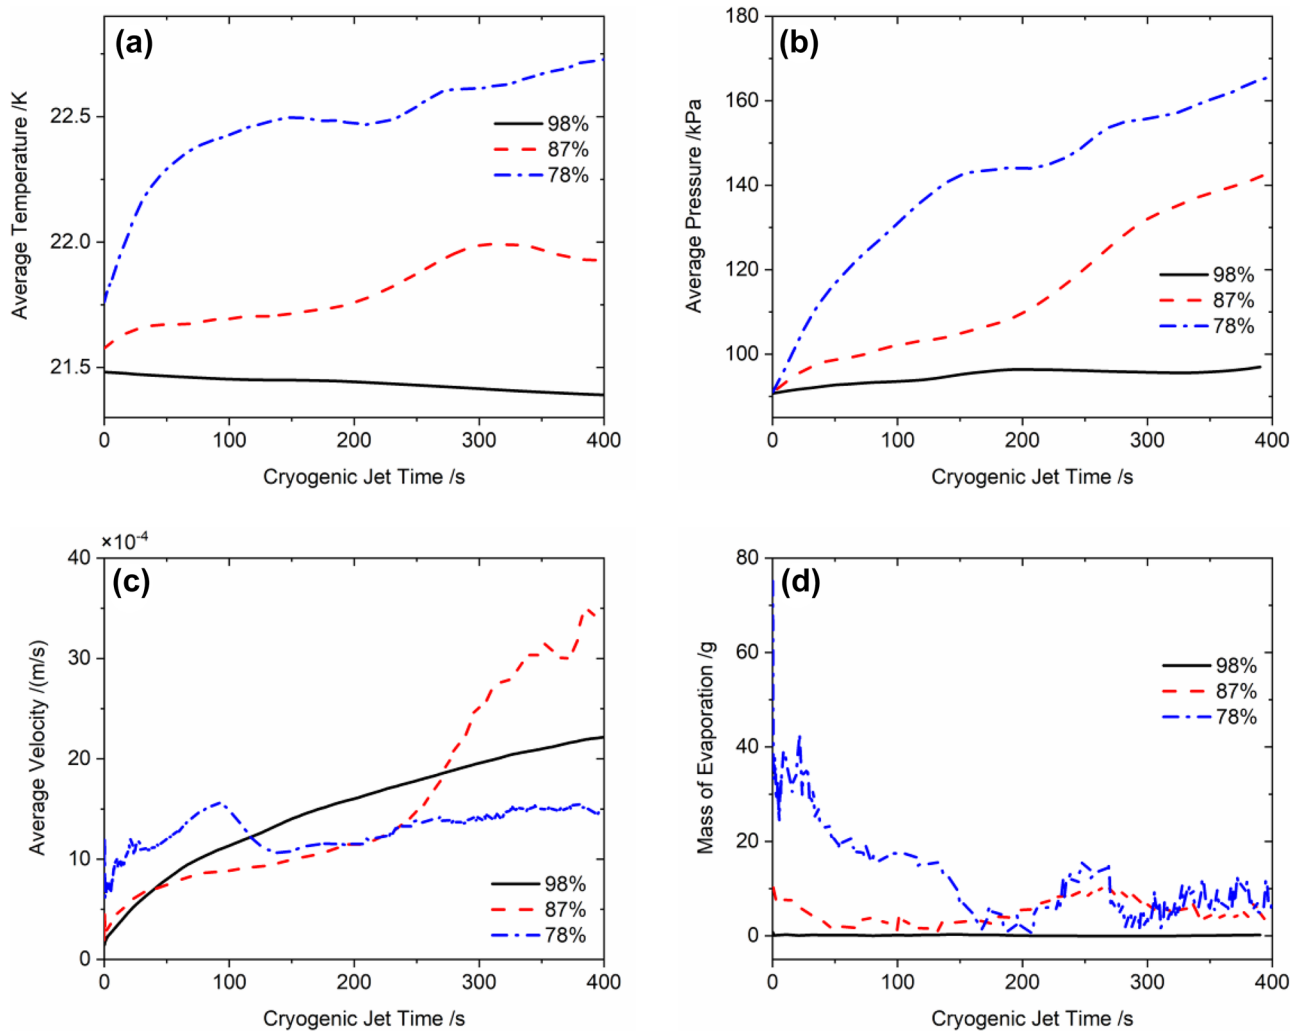 (a)
Average Temperature /K
22.5
22.0
21.5
98%
87%
78%
0 100 200 300 400
Cryogenic Jet Time /s
(b)
Average Pressure /kPa
180
160
140
120
100
98%
87%
78%
0 100 200 300 400
Cryogenic Jet Time /s
(c)
×10⁻⁴
Average Velocity /(m/s)
40
30
20
10
0
98%
87%
78%
0 100 200 300 400
Cryogenic Jet Time /s
(d)
Mass of Evaporation /g
80
60
40
20
0
98%
87%
78%
0 100 200 300 400
Cryogenic Jet Time /s